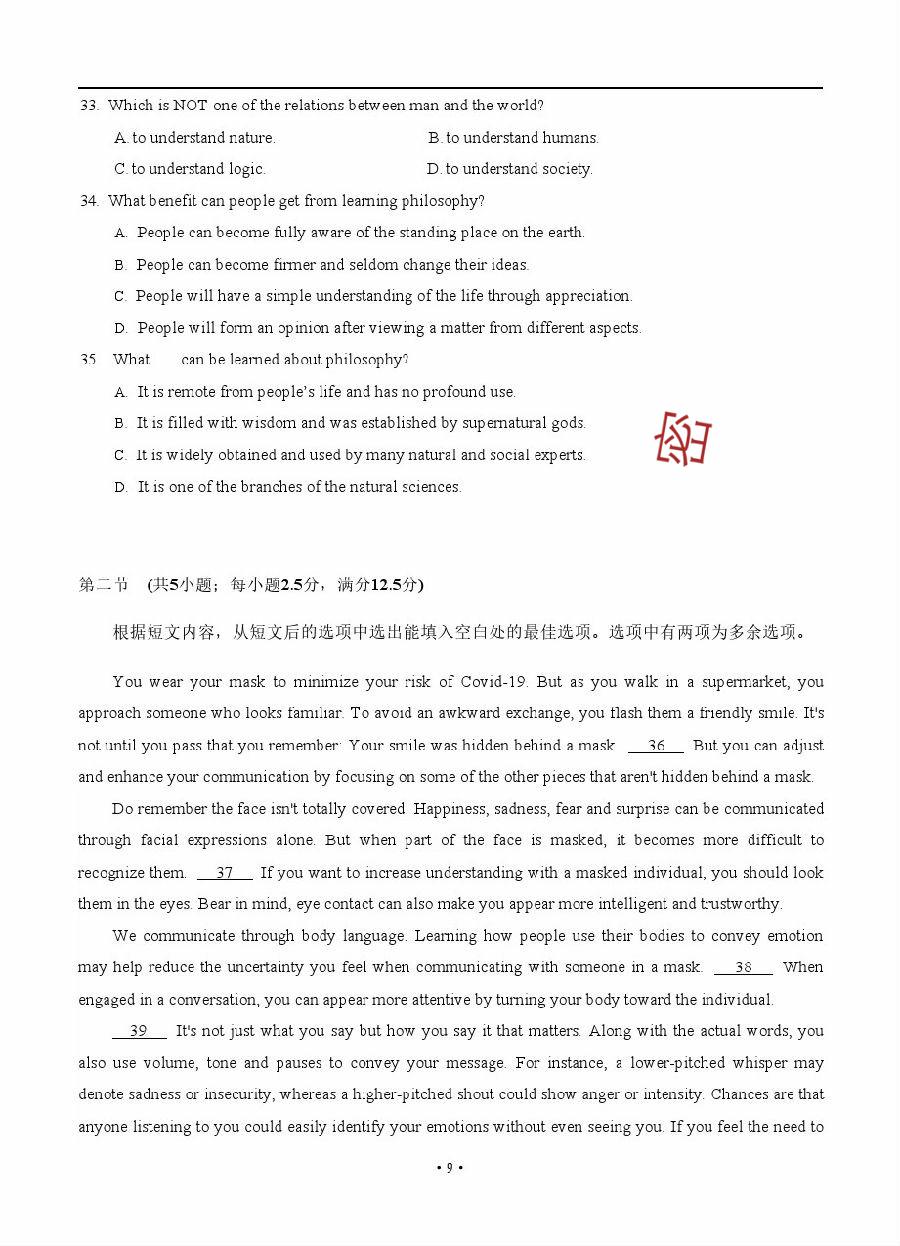 33. Which is NOT one of the relations between man and the world?
A. to understand nature. B. to understand humans.
C. to understand logic. D. to understand society.
34. What benefit can people get from learning philosophy?
A. People can become fully aware of the standing place on the earth.
B. People can become firmer and seldom change their ideas.
C. People will have a simple understanding of the life through appreciation.
D. People will form an opinion after viewing a matter from different aspects.
35 What can be learned about philosophy?
A. It is remote from people's life and has no profound use.
B. It is filled with wisdom and was established by supernatural gods.
C. It is widely obtained and used by many natural and social experts.
D. It is one of the branches of the natural sciences.
密
第二节 (共5小题；每小题2.5分，满分12.5分)
根据短文内容，从短文后的选项中选出能填入空白处的最佳选项。选项中有两项为多余选项。
You wear your mask to minimize your risk of Covid-19. But as you walk in a supermarket, you
approach someone who looks familiar. To avoid an awkward exchange, you flash them a friendly smile. It's
not until you pass that you remember: Your smile was hidden behind a mask. 36 But you can adjust
and enhance your communication by focusing on some of the other pieces that aren't hidden behind a mask.
Do remember the face isn't totally covered. Happiness, sadness, fear and surprise can be communicated
through facial expressions alone. But when part of the face is masked, it becomes more difficult to
recognize them. 37 If you want to increase understanding with a masked individual, you should look
them in the eyes. Bear in mind, eye contact can also make you appear more intelligent and trustworthy.
We communicate through body language. Learning how people use their bodies to convey emotion
may help reduce the uncertainty you feel when communicating with someone in a mask. 38 When
engaged in a conversation, you can appear more attentive by turning your body toward the individual.
39 It's not just what you say but how you say it that matters. Along with the actual words, you
also use volume, tone and pauses to convey your message. For instance, a lower-pitched whisper may
denote sadness or insecurity, whereas a higher-pitched shout could show anger or intensity. Chances are that
anyone listening to you could easily identify your emotions without even seeing you. If you feel the need to
• 9 •